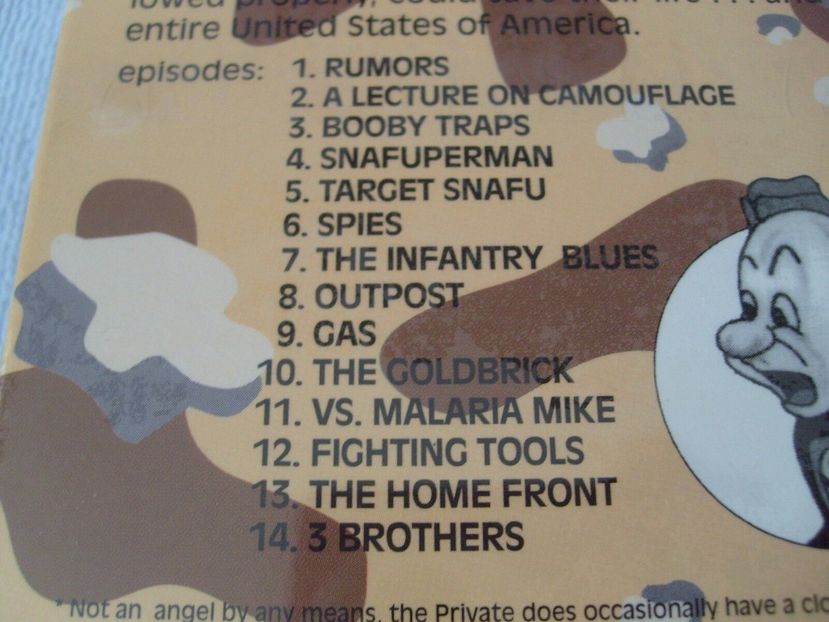 entire United States of America.
episodes: 1. RUMORS
2. A LECTURE ON CAMOUFLAGE
3. BOOBY TRAPS
4. SNAFUPERMAN
5. TARGET SNAFU
6. SPIES
7. THE INFANTRY BLUES
8. OUTPOST
9. GAS
10. THE GOLDBRICK
11. VS. MALARIA MIKE
12. FIGHTING TOOLS
13. THE HOME FRONT
14. 3 BROTHERS
* Not an angel by any means, the Private does occasionally have a